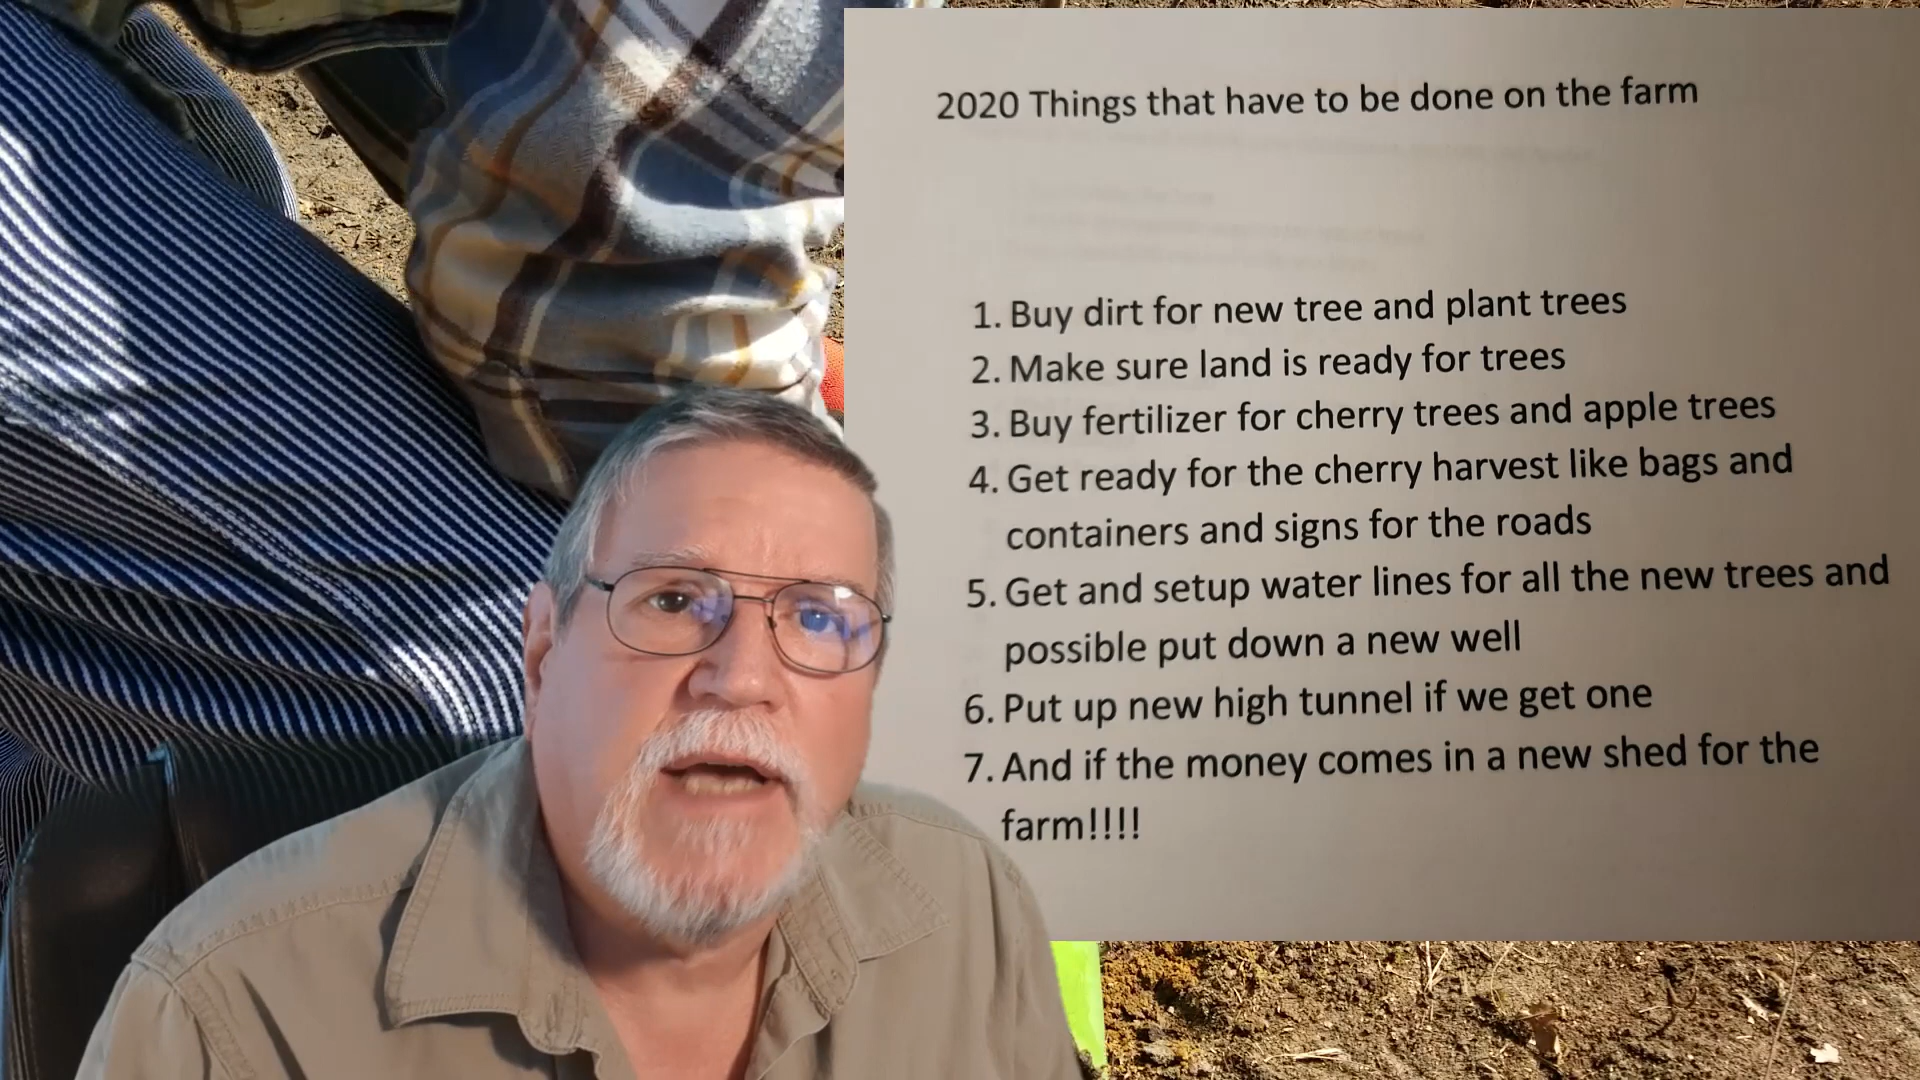 2020 Things that have to be done on the farm
1. Buy dirt for new tree and plant trees
2. Make sure land is ready for trees
3. Buy fertilizer for cherry trees and apple trees
4. Get ready for the cherry harvest like bags and
containers and signs for the roads
5. Get and setup water lines for all the new trees and
possible put down a new well
6. Put up new high tunnel if we get one
7. And if the money comes in a new shed for the
farm!!!!